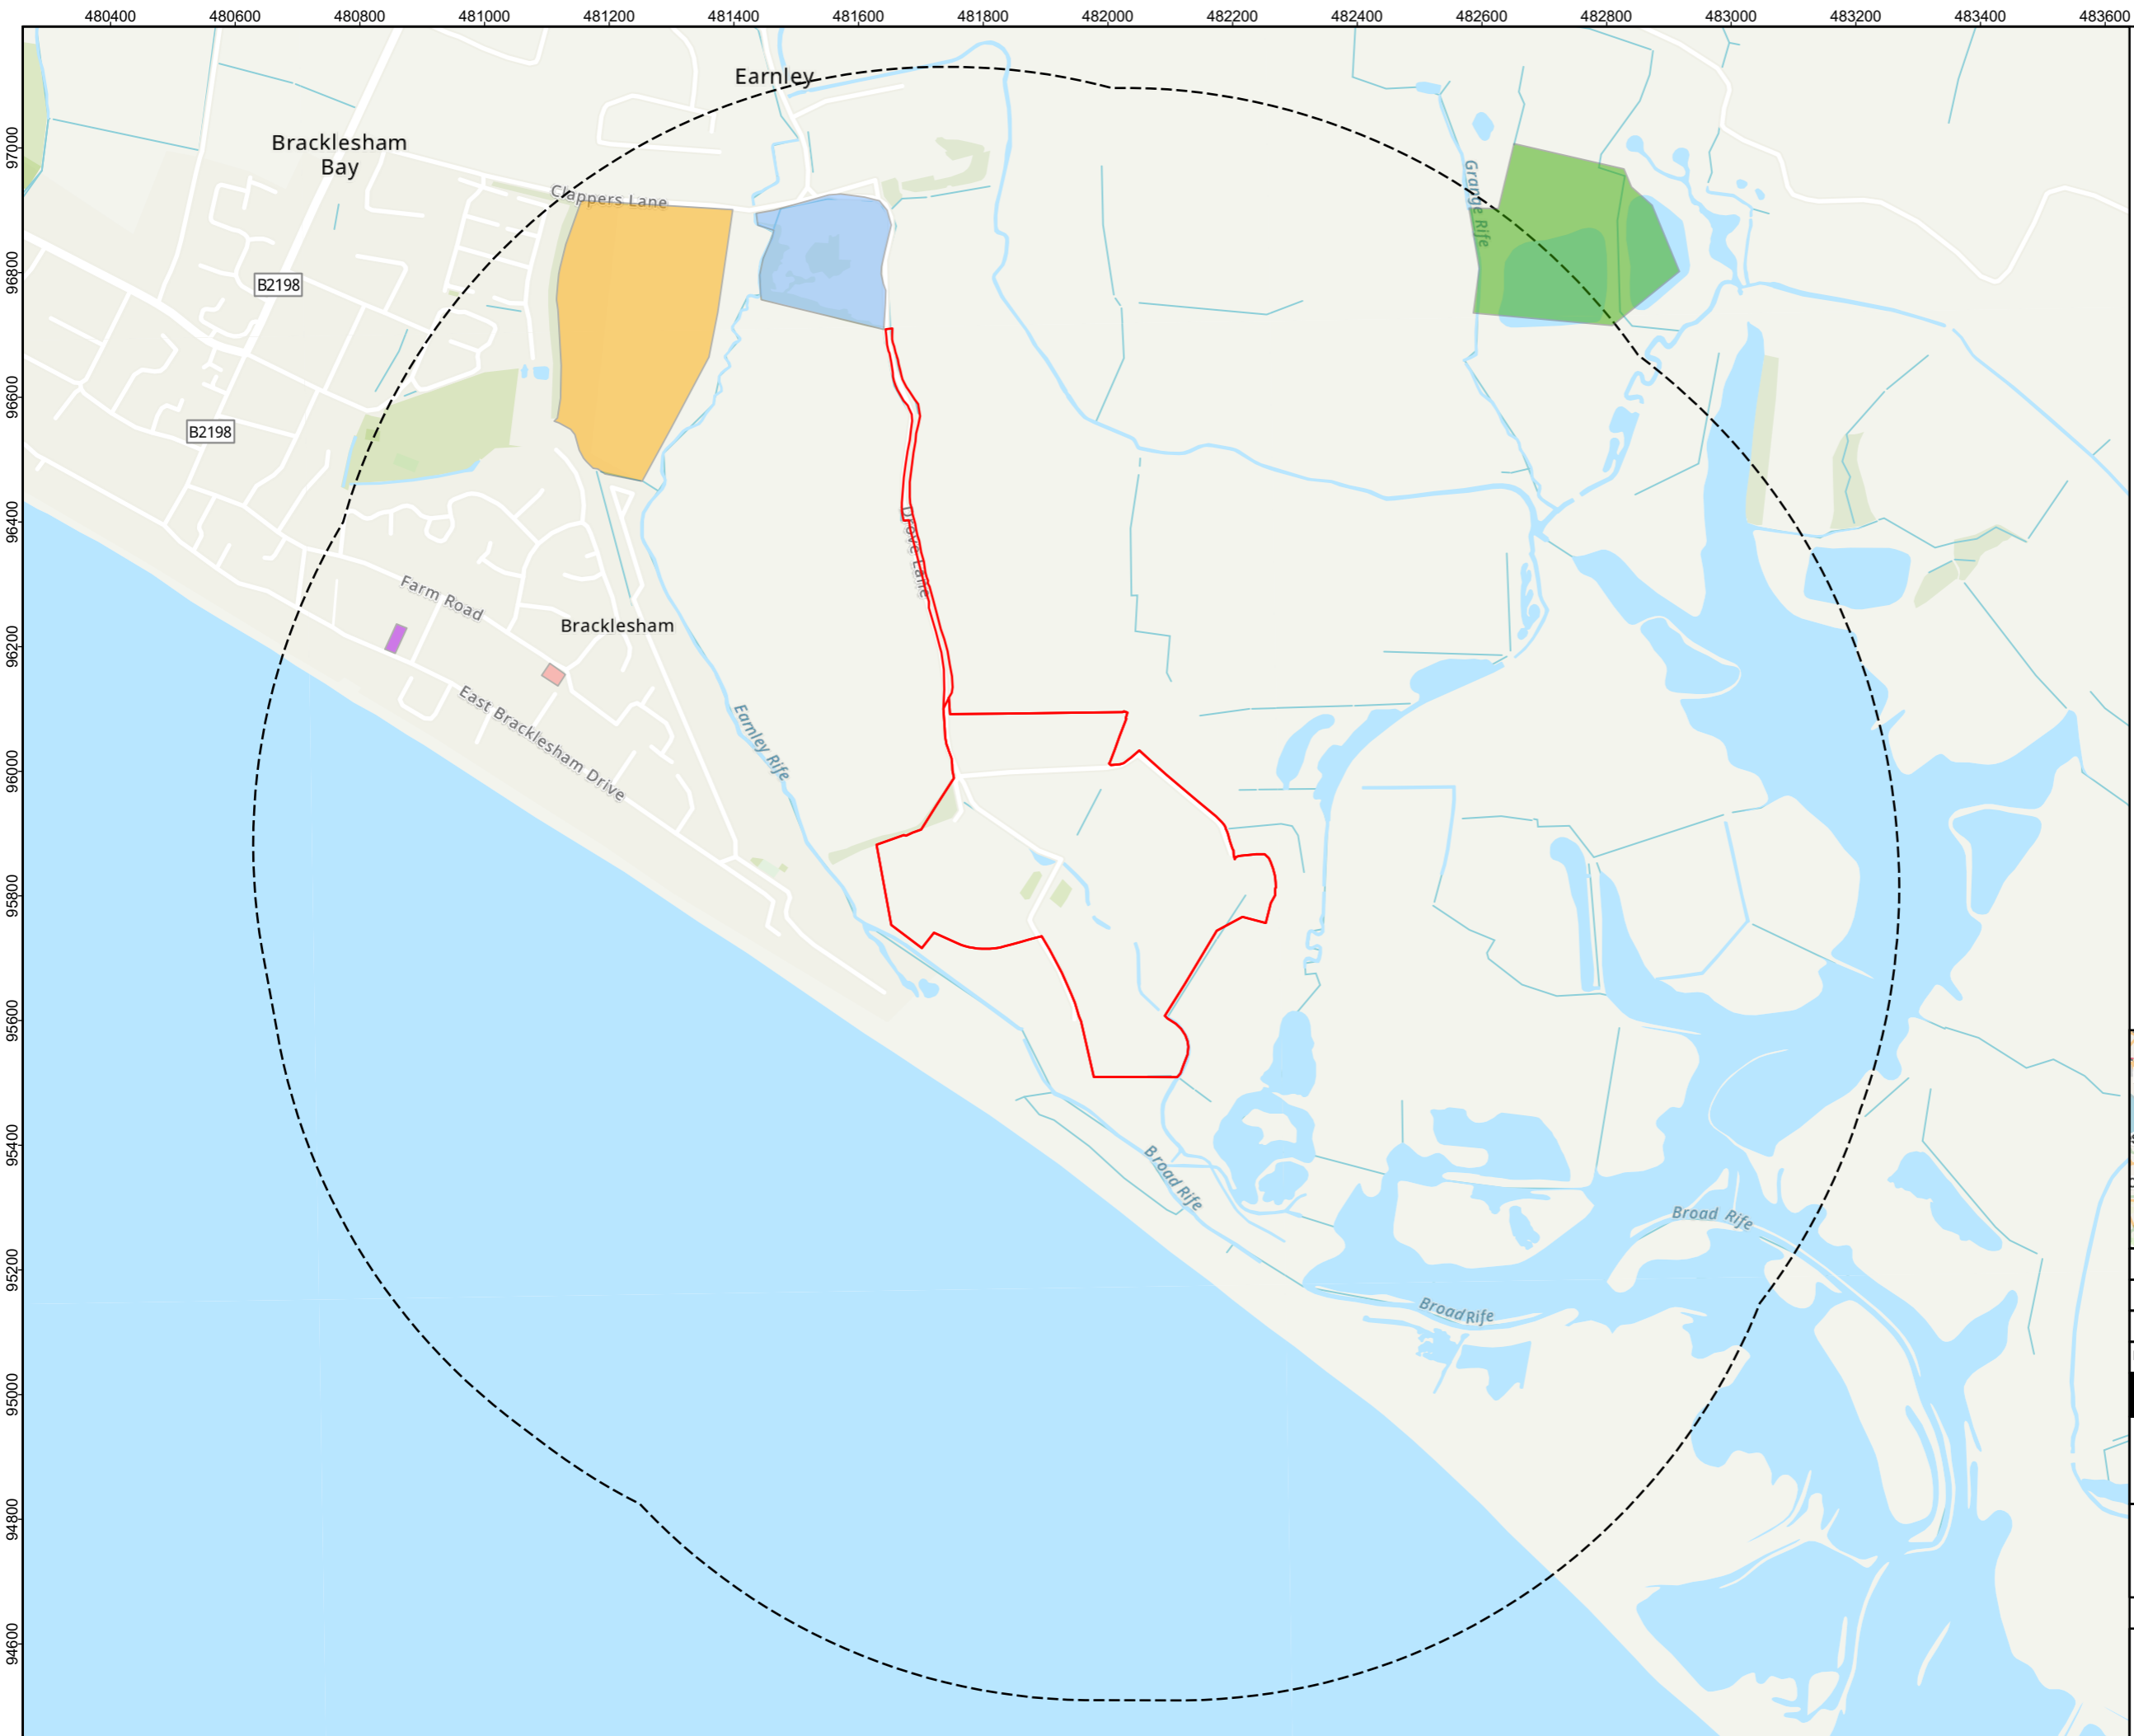 480400 480600 480800 481000 481200 481400 481600 481800 482000 482200 482400 482600 482800 483000 483200 483400 483600
97000
96800
96600
96400
96200
96000
95800
95600
95400
95200
95000
94800
94600
Earnley
Bracklesham
Bay
Clappers Lane
Grange Rife
B2198
B2198
Drove Lane
Farm Road
Bracklesham
East Bracklesham Drive
Earnley Rife
Broad Rife
Broad Rife
Broad Rife